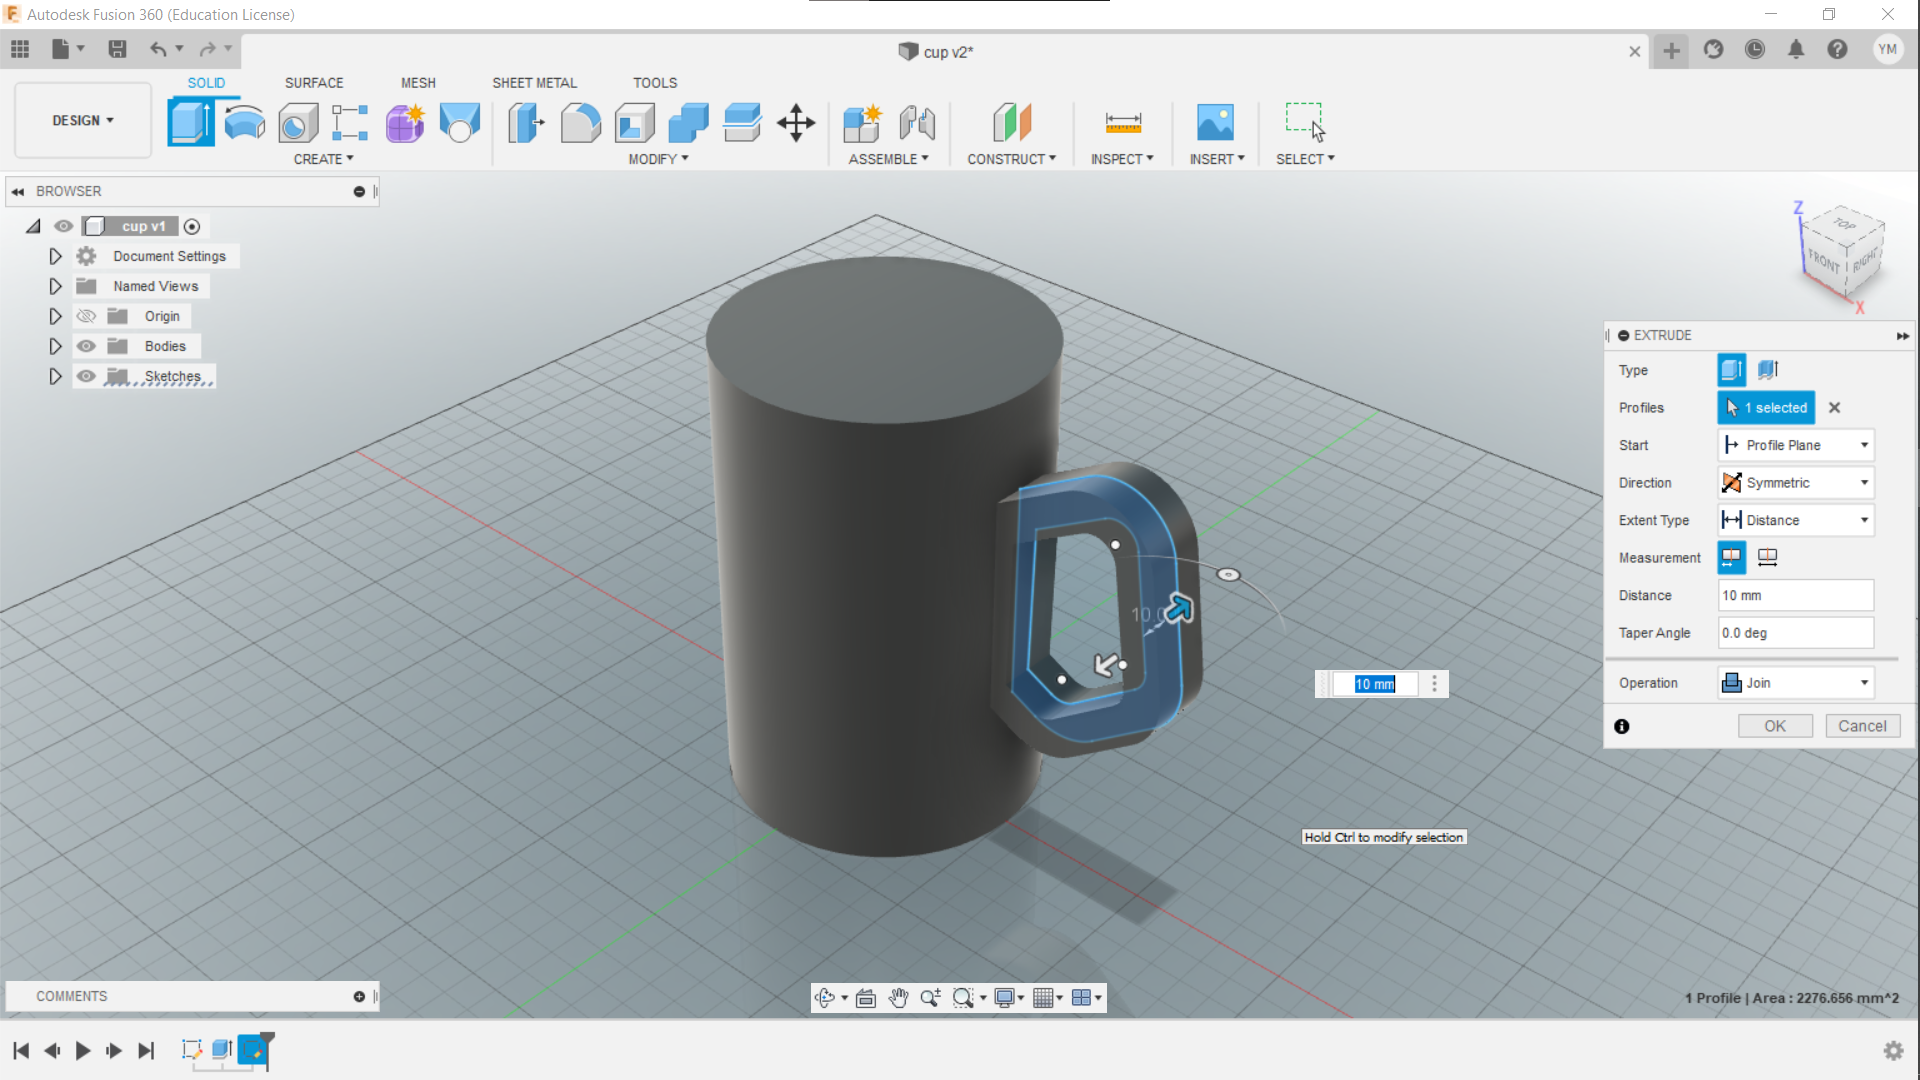 Autodesk Fusion 360 (Education License)
cup v2*
YM
SOLID SURFACE MESH SHEET METAL TOOLS
DESIGN
CREATE MODIFY ASSEMBLE CONSTRUCT INSPECT INSERT SELECT
BROWSER
cup v1
Document Settings
Named Views
Origin
Bodies
Sketches
Z
TOP
FRONT
RIGHT
X
EXTRUDE
Type
Profiles 1 selected
Start Profile Plane
Direction Symmetric
Extent Type Distance
Measurement
Distance 10 mm
Taper Angle 0.0 deg
Operation Join
OK Cancel
10 mm
Hold Ctrl to modify selection
COMMENTS
1 Profile | Area : 2276.656 mm^2